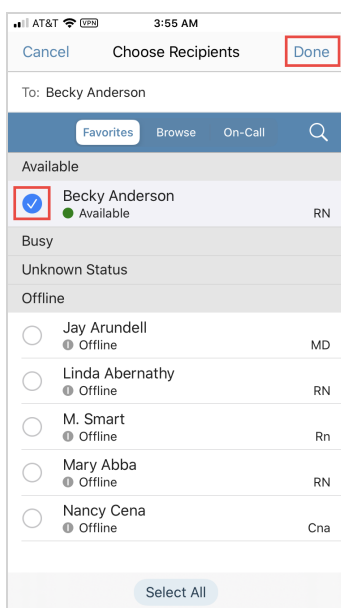 AT&T VPN 3:55 AM
Cancel Choose Recipients Done
To: Becky Anderson
Favorites Browse On-Call
Available
Becky Anderson
Available RN
Busy
Unknown Status
Offline
Jay Arundell
Offline MD
Linda Abernathy
Offline RN
M. Smart
Offline Rn
Mary Abba
Offline RN
Nancy Cena
Offline Cna
Select All